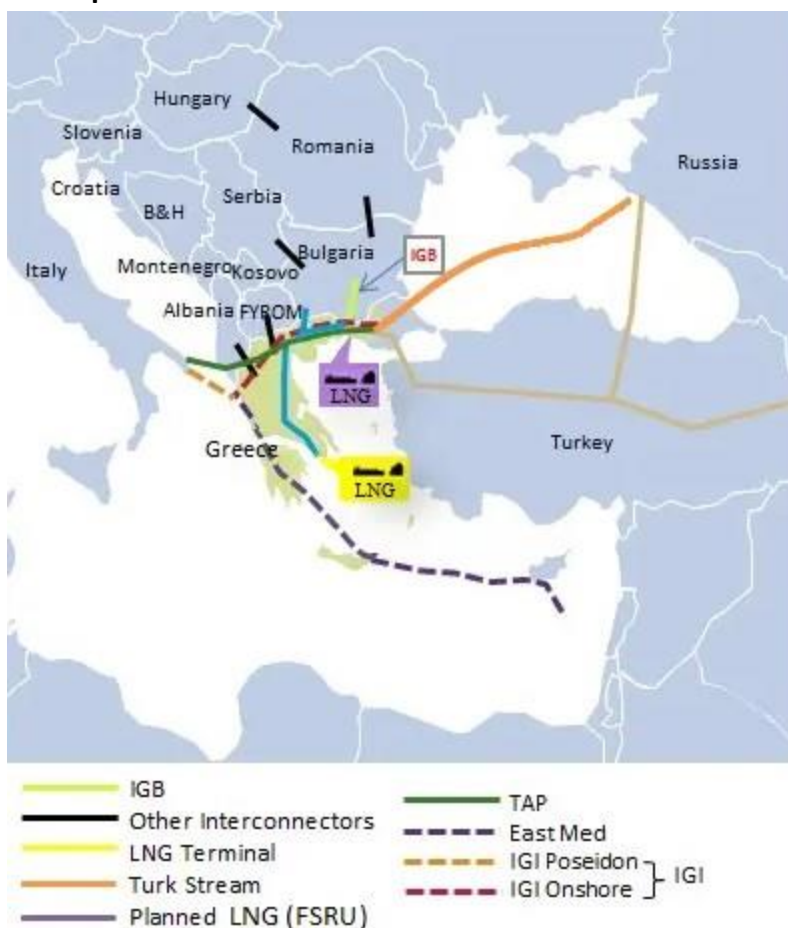 Hungary
Slovenia
Romania
Russia
Croatia
Serbia
B&H
Bulgaria
IGB
Italy
Montenegro
Kosovo
Albania
FYROM
LNG
Greece
Turkey
LNG
IGB
Other Interconnectors
LNG Terminal
Turk Stream
Planned LNG (FSRU)
TAP
East Med
IGI Poseidon
IGI Onshore
IGI